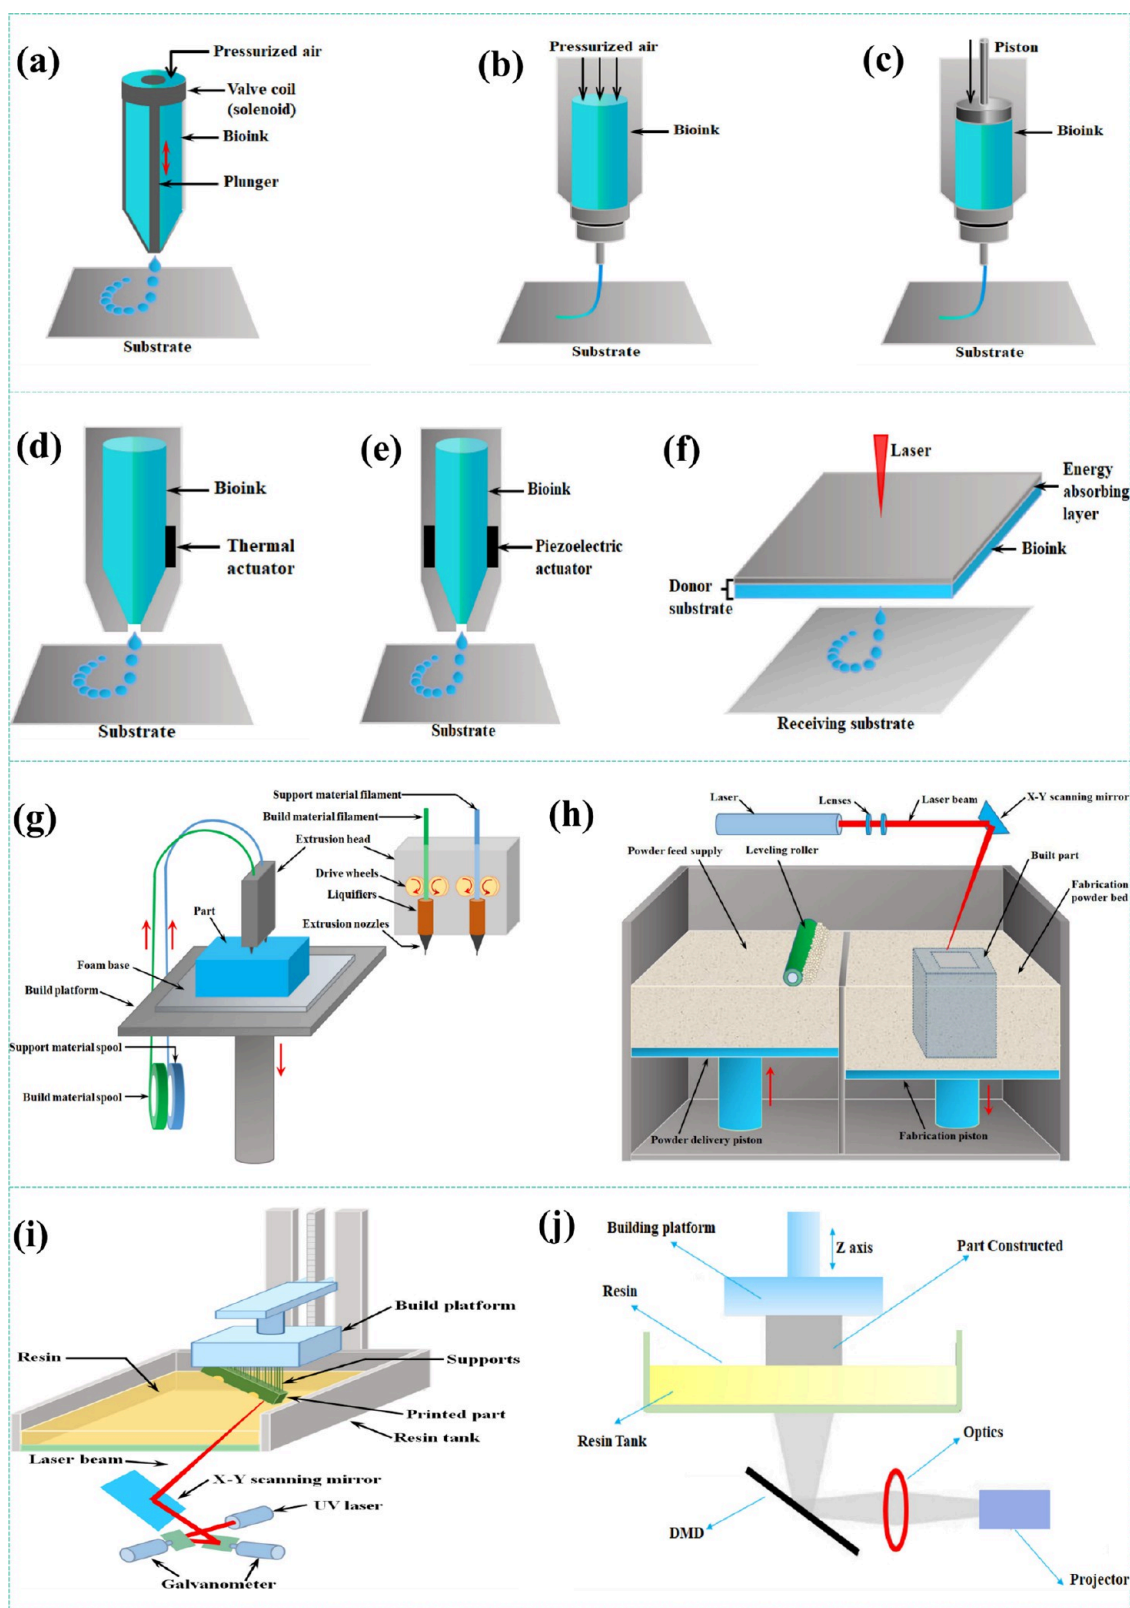 (a)
Pressurized air
Valve coil
(solenoid)
Bioink
Plunger
Substrate
(b)
Pressurized air
Bioink
Substrate
(c)
Piston
Bioink
Substrate
(d)
Bioink
Thermal
actuator
Substrate
(e)
Bioink
Piezoelectric
actuator
Substrate
(f)
Laser
Energy
absorbing
layer
Bioink
Donor
substrate
Receiving substrate
(g)
Support material filament
Build material filament
Extrusion head
Drive wheels
Liquifiers
Extrusion nozzles
Part
Foam base
Build platform
Support material spool
Build material spool
(h)
Laser
Lenses
Laser beam
X-Y scanning mirror
Powder feed supply
Leveling roller
Built part
Fabrication
powder bed
Powder delivery piston
Fabrication piston
(i)
Build platform
Resin
Supports
Printed part
Resin tank
Laser beam
X-Y scanning mirror
UV laser
Galvanometer
(j)
Building platform
Z axis
Part Constructed
Resin
Resin Tank
Optics
DMD
Projector